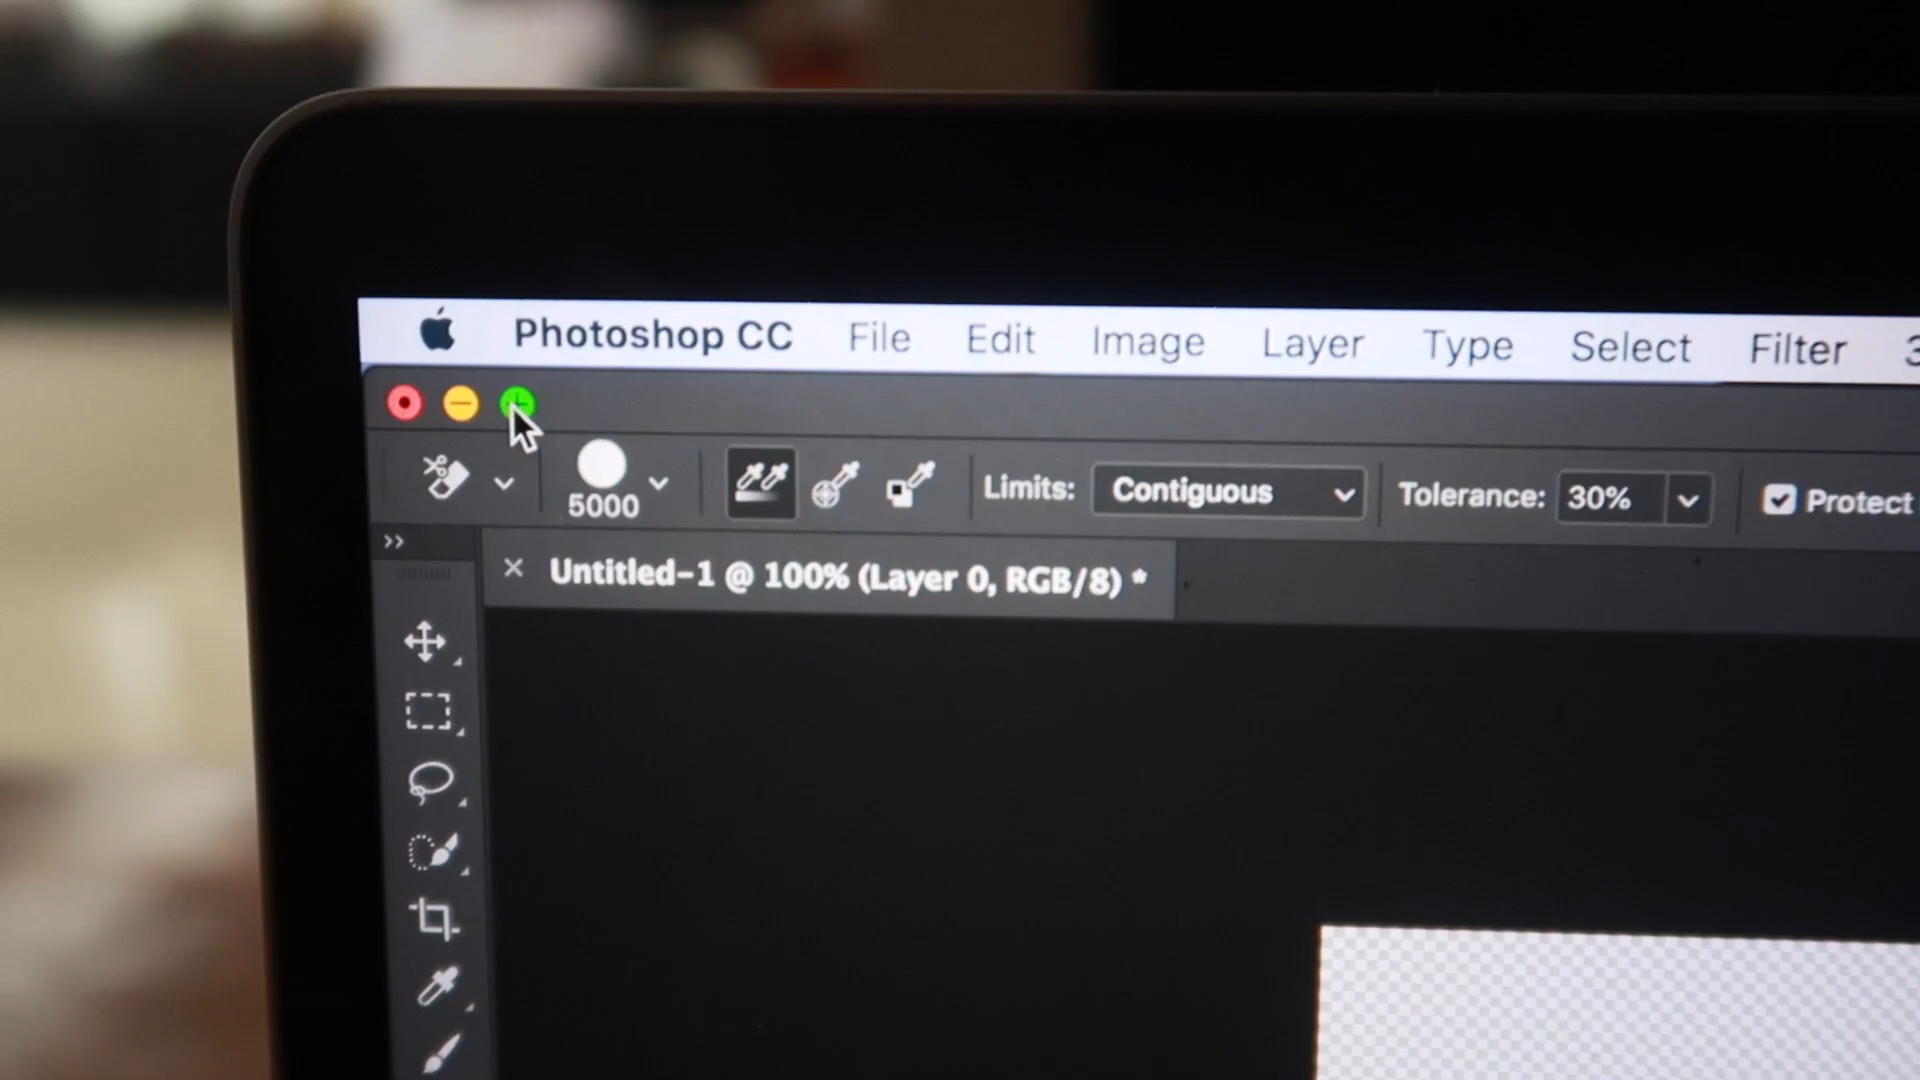 Photoshop CC File Edit Image Layer Type Select Filter 3
5000 Limits: Contiguous Tolerance: 30% Protect
Untitled-1 @ 100% (Layer 0, RGB/8) *